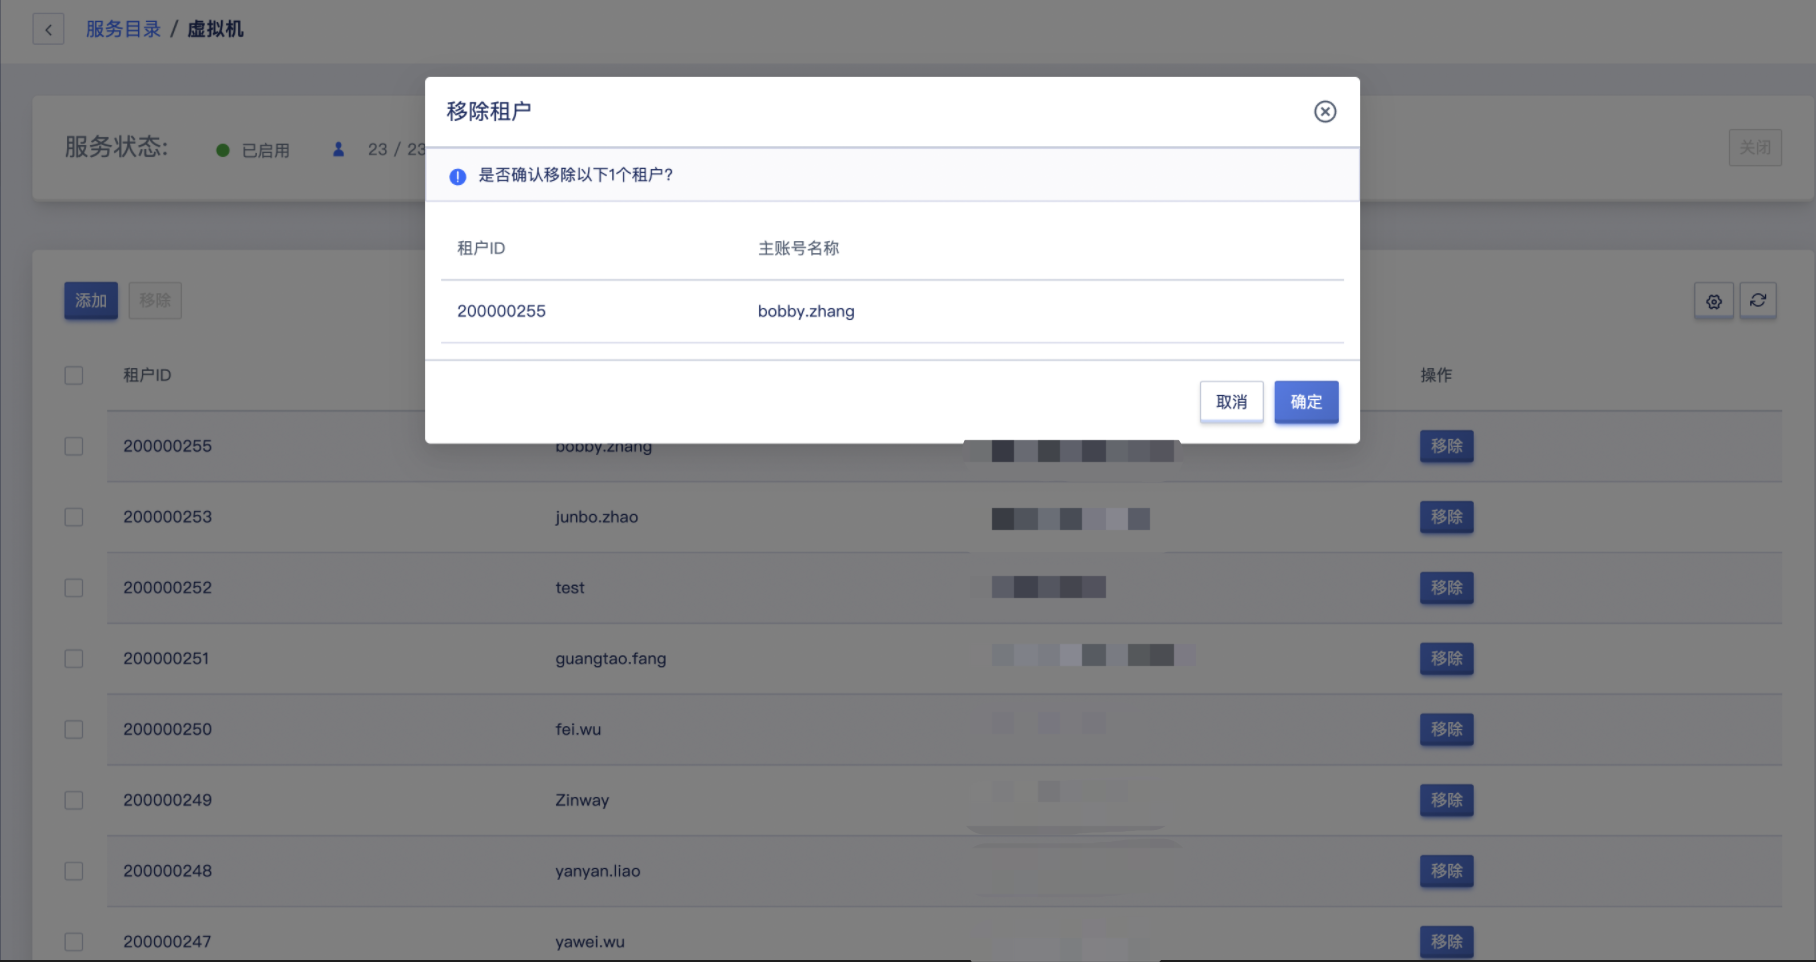 服务目录 / 虚拟机
移除租户
服务状态: 已启用 23 / 23
关闭
是否确认移除以下1个租户?
租户ID 主账号名称
200000255 bobby.zhang
添加 移除
租户ID 操作
取消 确定
200000255 bobby.zhang 移除
200000253 junbo.zhao 移除
200000252 test 移除
200000251 guangtao.fang 移除
200000250 fei.wu 移除
200000249 Zinway 移除
200000248 yanyan.liao 移除
200000247 yawei.wu 移除